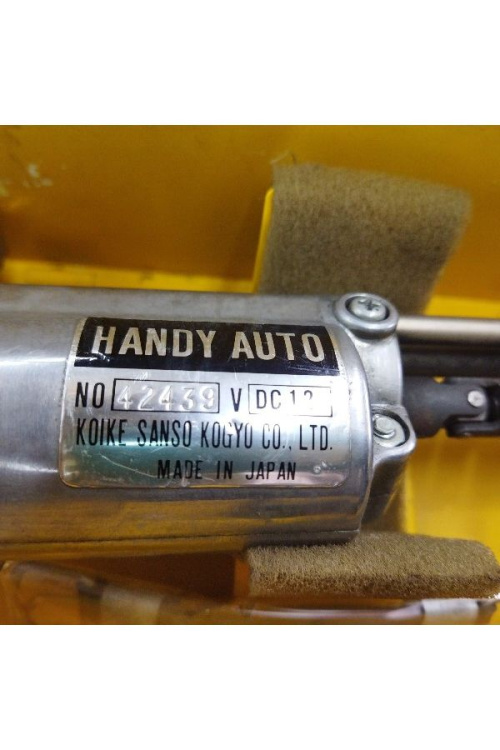 HANDY AUTO
NO 42439 V DC12
KOIKE SANSO KOGYO CO., LTD.
MADE IN JAPAN